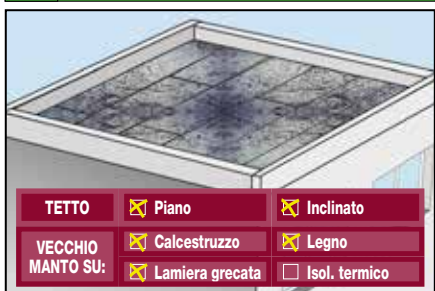 TETTO Piano Inclinato
VECCHIO MANTO SU: Calcestruzzo Legno
Lamiera grecata Isol. termico